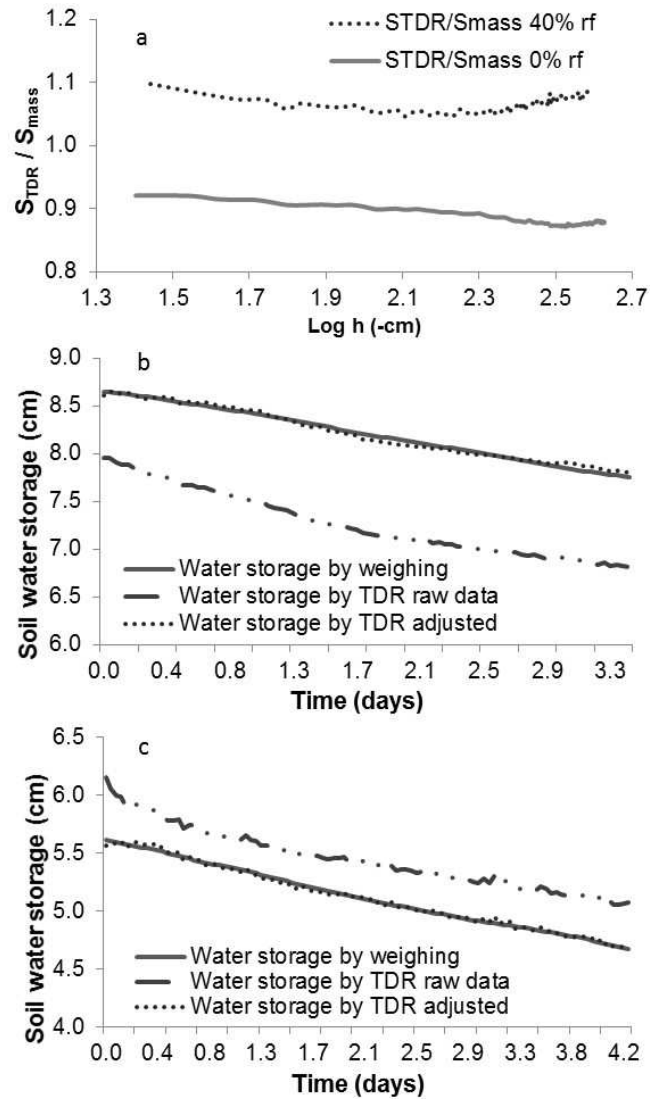 a
STDR/Smass 40% rf
STDR/Smass 0% rf
S_TDR / S_mass
1.2
1.1
1.0
0.9
0.8
1.3 1.5 1.7 1.9 2.1 2.3 2.5 2.7
Log h (-cm)
b
Soil water storage (cm)
9.0
8.5
8.0
7.5
7.0
6.5
6.0
Water storage by weighing
Water storage by TDR raw data
Water storage by TDR adjusted
0.0 0.4 0.8 1.3 1.7 2.1 2.5 2.9 3.3
Time (days)
c
Soil water storage (cm)
6.5
6.0
5.5
5.0
4.5
4.0
Water storage by weighing
Water storage by TDR raw data
Water storage by TDR adjusted
0.0 0.4 0.8 1.3 1.7 2.1 2.5 2.9 3.3 3.8 4.2
Time (days)